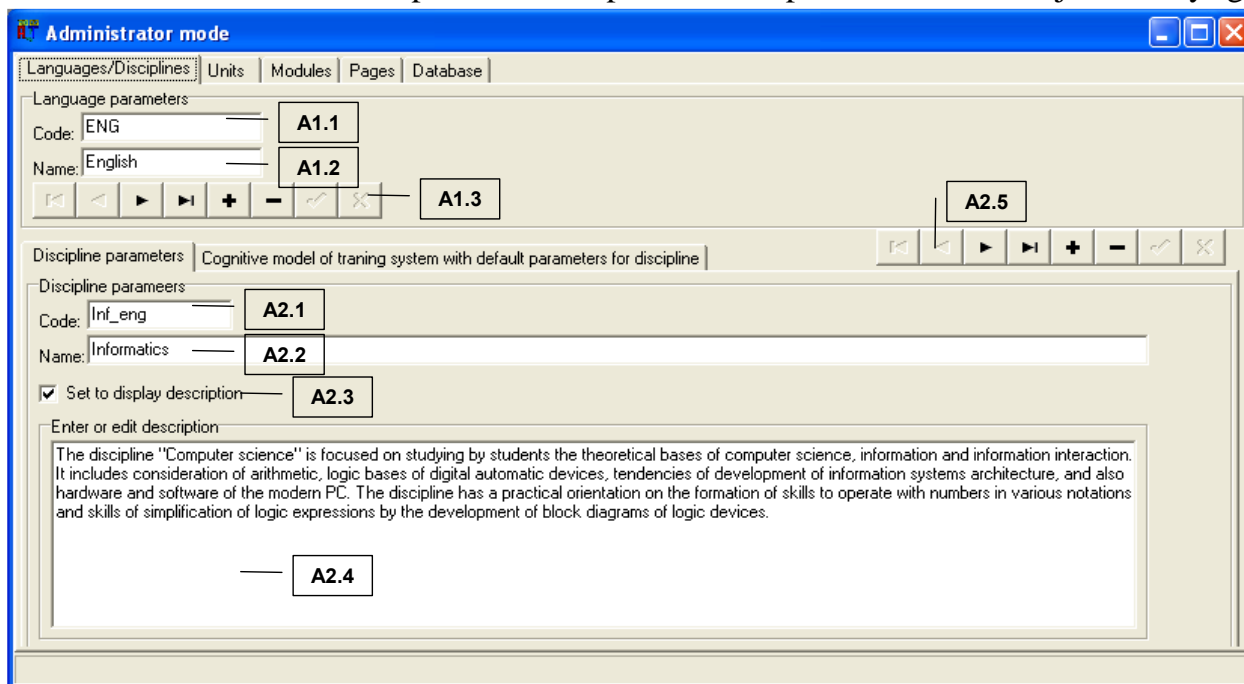 Administrator mode
Languages/Disciplines Units Modules Pages Database
Language parameters
Code: ENG A1.1
Name: English A1.2
A1.3
A2.5
Discipline parameters Cognitive model of traning system with default parameters for discipline
Discipline parameers
Code: Inf_eng A2.1
Name: Informatics A2.2
Set to display description A2.3
Enter or edit description
The discipline "Computer science" is focused on studying by students the theoretical bases of computer science, information and information interaction.
It includes consideration of arithmetic, logic bases of digital automatic devices, tendencies of development of information systems architecture, and also
hardware and software of the modern PC. The discipline has a practical orientation on the formation of skills to operate with numbers in various notations
and skills of simplification of logic expressions by the development of block diagrams of logic devices.
A2.4